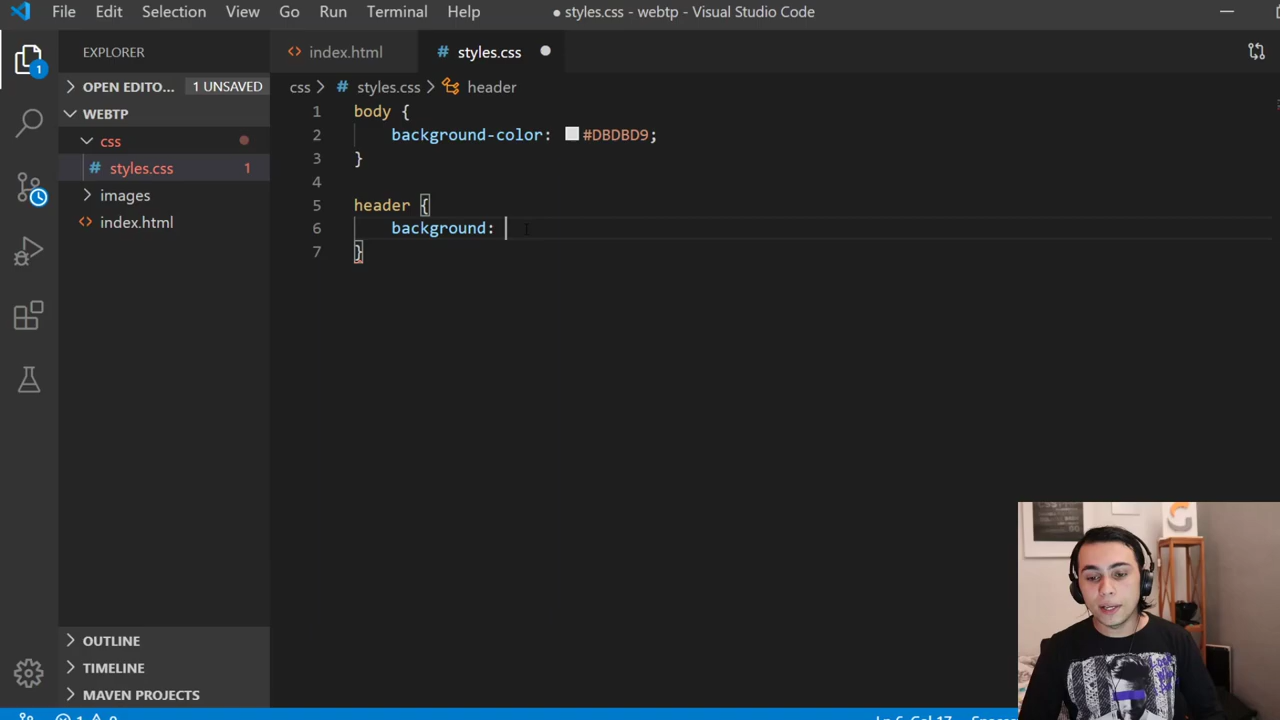 File Edit Selection View Go Run Terminal Help ● styles.css - webtp - Visual Studio Code
EXPLORER
index.html
# styles.css
1
OPEN EDITO... 1 UNSAVED
css > # styles.css > header
WEBTP
css
# styles.css 1
images
index.html
1 body {
2 background-color: #DBDBD9;
3 }
4
5 header {
6 background:
7 }
OUTLINE
TIMELINE
MAVEN PROJECTS